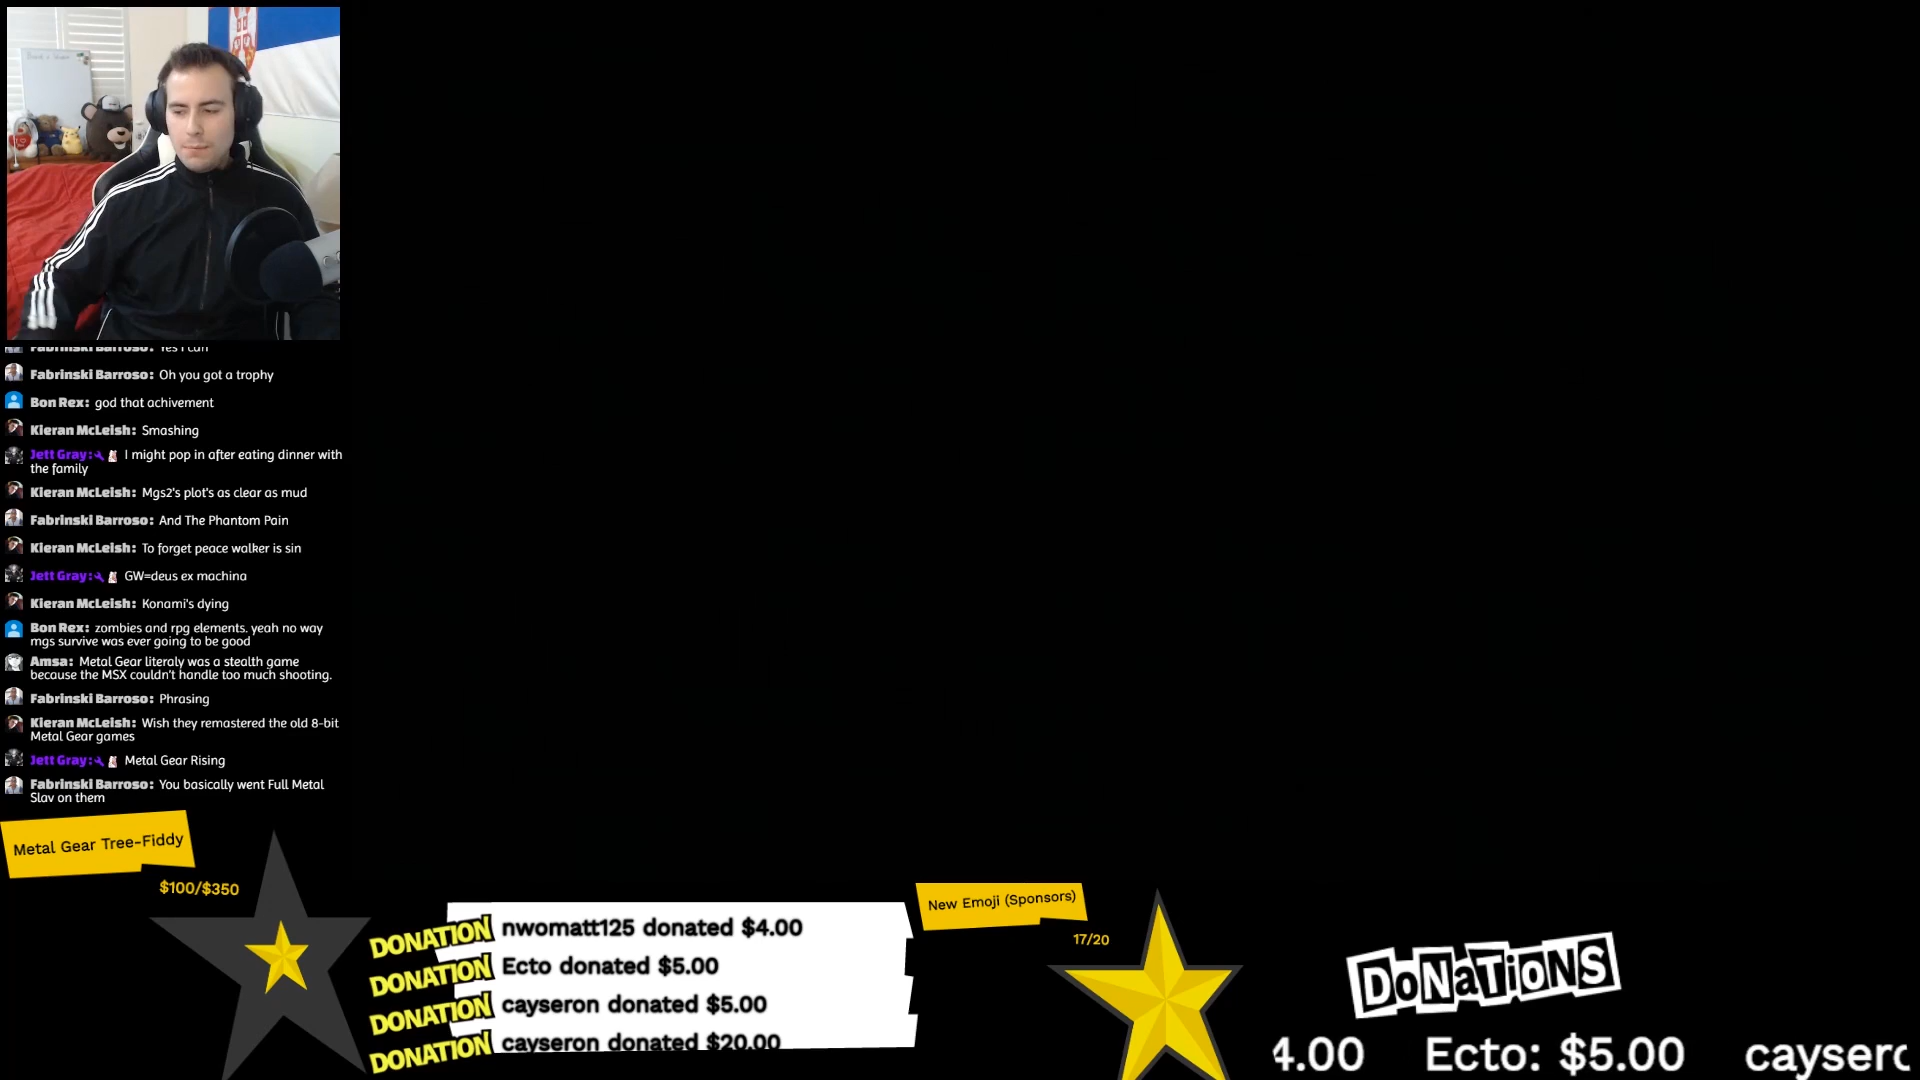 Fabrinski Barroso: Yes I can
Fabrinski Barroso: Oh you got a trophy
Bon Rex: god that achivement
Kieran McLeish: Smashing
Jett Gray: I might pop in after eating dinner with
the family
Kieran McLeish: Mgs2's plot's as clear as mud
Fabrinski Barroso: And The Phantom Pain
Kieran McLeish: To forget peace walker is sin
Jett Gray: GW=deus ex machina
Kieran McLeish: Konami's dying
Bon Rex: zombies and rpg elements. yeah no way
mgs survive was ever going to be good
Amsa: Metal Gear literaly was a stealth game
because the MSX couldn't handle too much shooting.
Fabrinski Barroso: Phrasing
Kieran McLeish: Wish they remastered the old 8-bit
Metal Gear games
Jett Gray: Metal Gear Rising
Fabrinski Barroso: You basically went Full Metal
Slav on them
Metal Gear Tree-Fiddy
$100/$350
DONATION nwomatt125 donated $4.00
DONATION Ecto donated $5.00
DONATION cayseron donated $5.00
DONATION cayseron donated $20.00
New Emoji (Sponsors)
17/20
DoNaTioNS
4.00 Ecto: $5.00 caysero